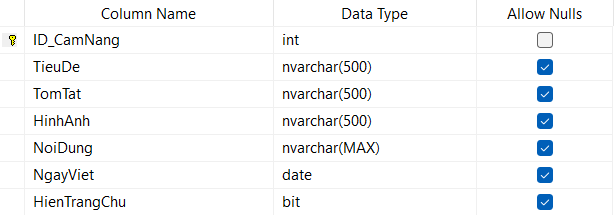 Column Name Data Type Allow Nulls
ID_CamNang int
TieuDe nvarchar(500)
TomTat nvarchar(500)
HinhAnh nvarchar(500)
NoiDung nvarchar(MAX)
NgayViet date
HienTrangChu bit